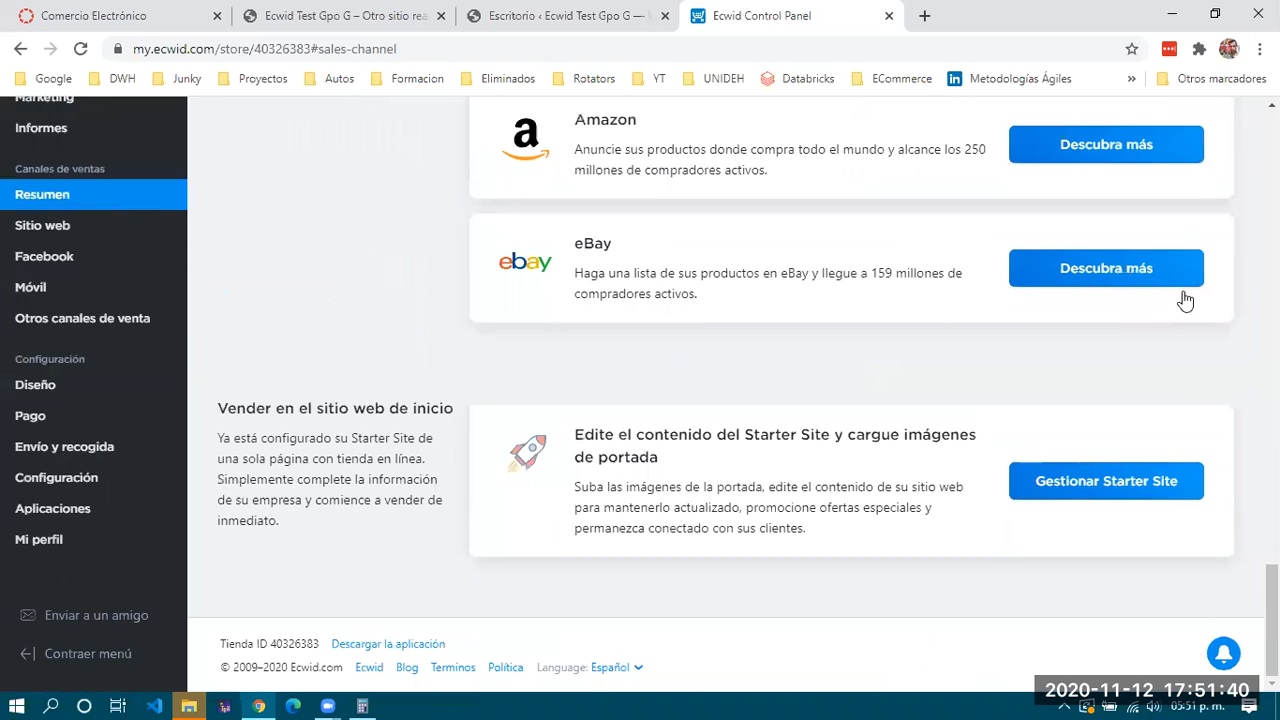 Comercio Electrónico
Ecwid Test Gpo G – Otro sitio rea
Escritorio ‹ Ecwid Test Gpo G — W
Ecwid Control Panel
my.ecwid.com/store/40326383#sales-channel
Google
DWH
Junky
Proyectos
Autos
Formacion
Eliminados
Rotators
YT
UNIDEH
Databricks
ECommerce
Metodologías Ágiles
»
Otros marcadores
Marketing
Informes
Canales de ventas
Resumen
Sitio web
Facebook
Móvil
Otros canales de venta
Configuración
Diseño
Pago
Envío y recogida
Configuración
Aplicaciones
Mi perfil
Enviar a un amigo
Contraer menú
a
Amazon
Anuncie sus productos donde compra todo el mundo y alcance los 250
millones de compradores activos.
Descubra más
ebay
eBay
Haga una lista de sus productos en eBay y llegue a 159 millones de
compradores activos.
Descubra más
Vender en el sitio web de inicio
Ya está configurado su Starter Site de
una sola página con tienda en línea.
Simplemente complete la información
de su empresa y comience a vender de
inmediato.
Edite el contenido del Starter Site y cargue imágenes
de portada
Suba las imágenes de la portada, edite el contenido de su sitio web
para mantenerlo actualizado, promocione ofertas especiales y
permanezca conectado con sus clientes.
Gestionar Starter Site
Tienda ID 40326383 Descargar la aplicación
© 2009–2020 Ecwid.com Ecwid Blog Terminos Política Language: Español
2020-11-12 17:51:40
05:51 p. m.